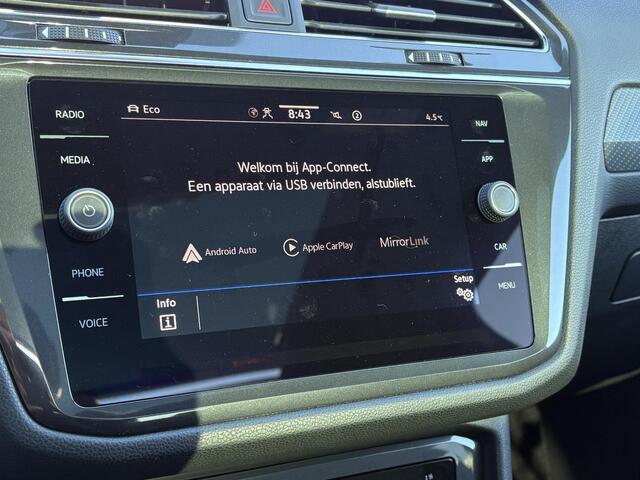 RADIO
MEDIA
PHONE
VOICE
Eco
8:43
2
4.5°C
Welkom bij App-Connect.
Een apparaat via USB verbinden, alstublieft.
Android Auto
Apple CarPlay
MirrorLink
Info
Setup
NAV
APP
CAR
MENU